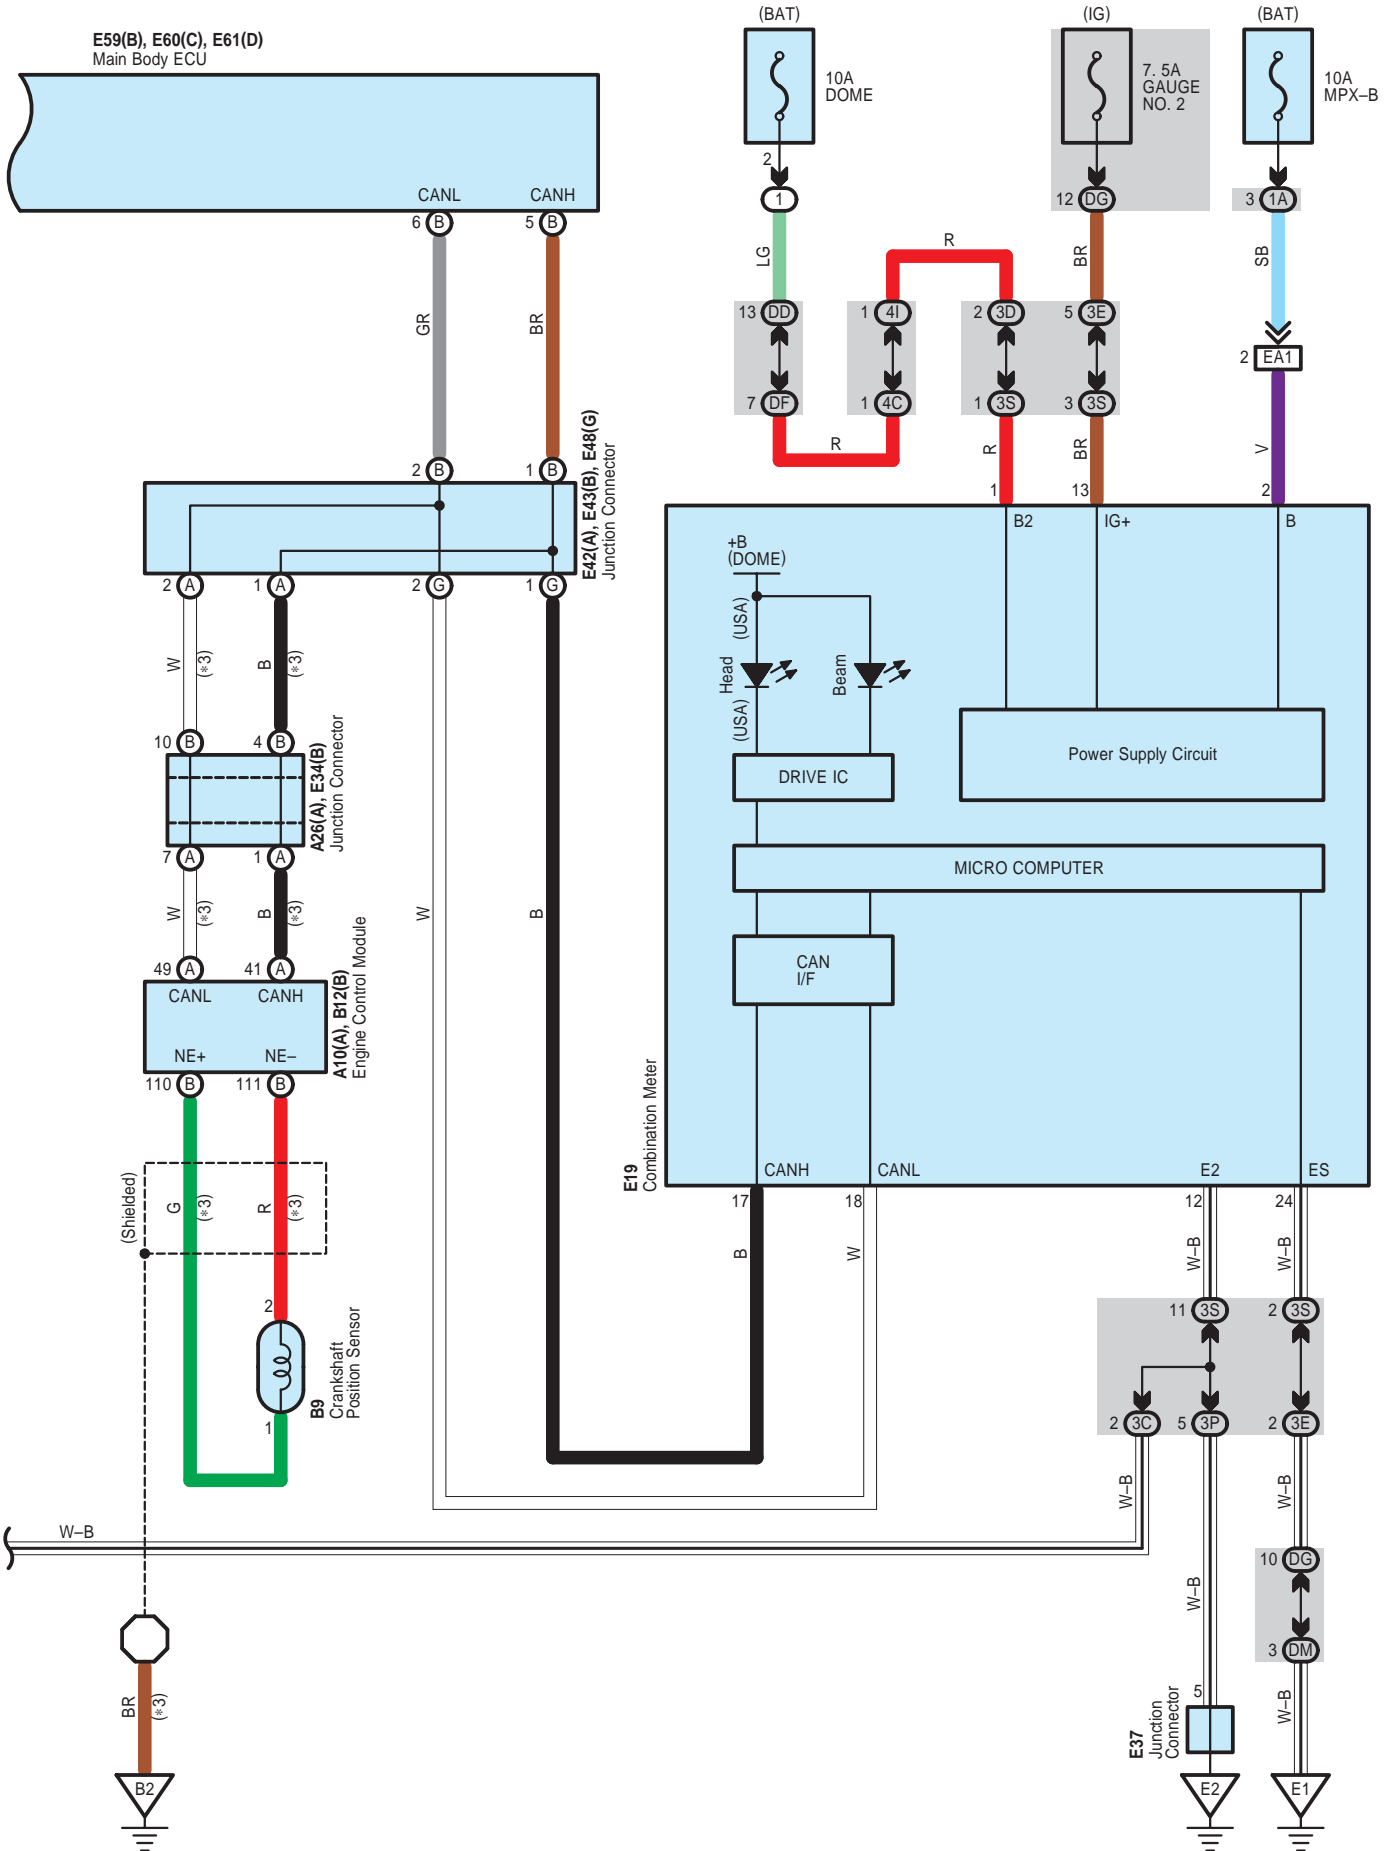 E59(B), E60(C), E61(D)
Main Body ECU
CANL
CANH
6 B
5 B
GR
BR
2 B
1 B
E42(A), E43(B), E48(G)
Junction Connector
2 A
1 A
2 G
1 G
W
(*3)
B
(*3)
10 B
4 B
A26(A), E34(B)
Junction Connector
7 A
1 A
W
(*3)
B
(*3)
W
B
49 A
41 A
CANL
CANH
NE+
NE–
A10(A), B12(B)
Engine Control Module
110 B
111 B
(Shielded)
G
(*3)
R
(*3)
2
1
B9
Crankshaft
Position Sensor
W–B
BR
(*3)
B2
(BAT)
10A
DOME
2
1
LG
13 DD
7 DF
R
1 4I
1 4C
R
2 3D
1 3S
R
1
(IG)
7. 5A
GAUGE
NO. 2
12 DG
BR
5 3E
3 3S
BR
13
(BAT)
10A
MPX–B
3 1A
SB
2 EA1
V
2
B2
IG+
B
+B
(DOME)
(USA)
Head
(USA)
Beam
DRIVE IC
Power Supply Circuit
MICRO COMPUTER
CAN
I/F
E19
Combination Meter
CANH
CANL
E2
ES
17
18
12
24
B
W
W–B
W–B
11 3S
2 3S
2 3C
5 3P
2 3E
W–B
W–B
10 DG
W–B
3 DM
5
W–B
E37
Junction
Connector
E2
E1